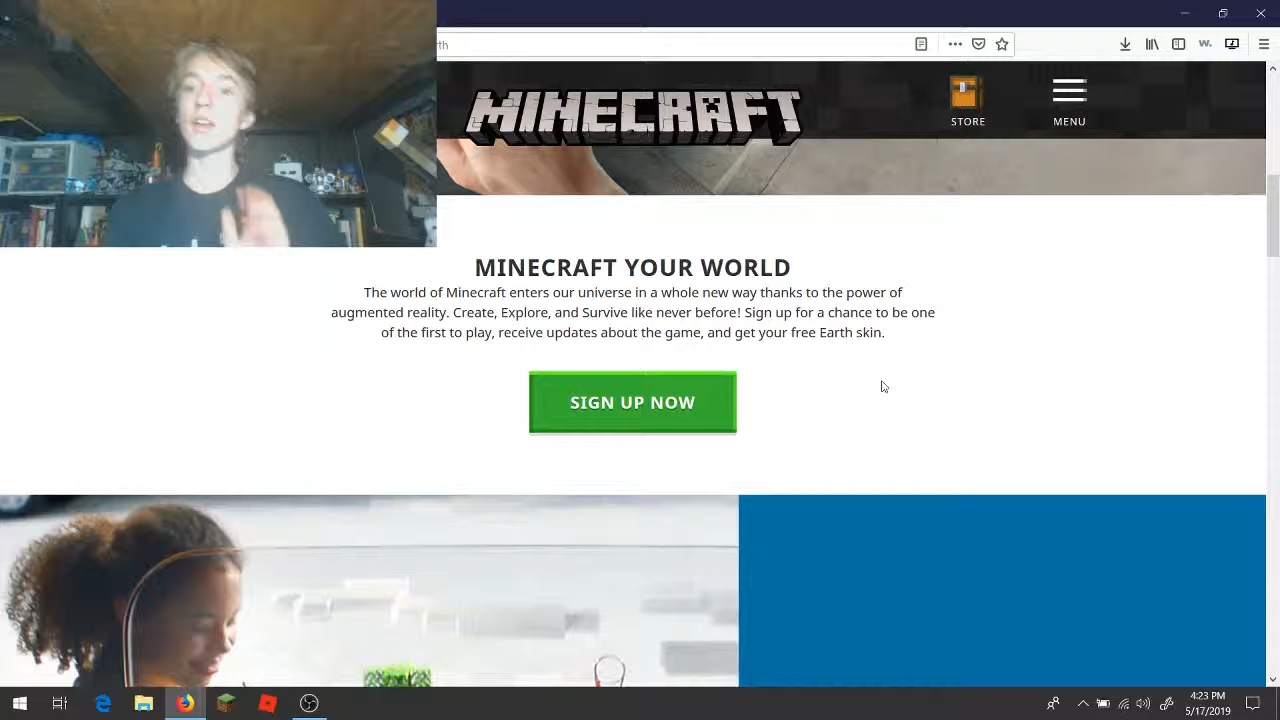 rth
w.
MINECRAFT
STORE
MENU
MINECRAFT YOUR WORLD
The world of Minecraft enters our universe in a whole new way thanks to the power of
augmented reality. Create, Explore, and Survive like never before! Sign up for a chance to be one
of the first to play, receive updates about the game, and get your free Earth skin.
SIGN UP NOW
4:23 PM
5/17/2019